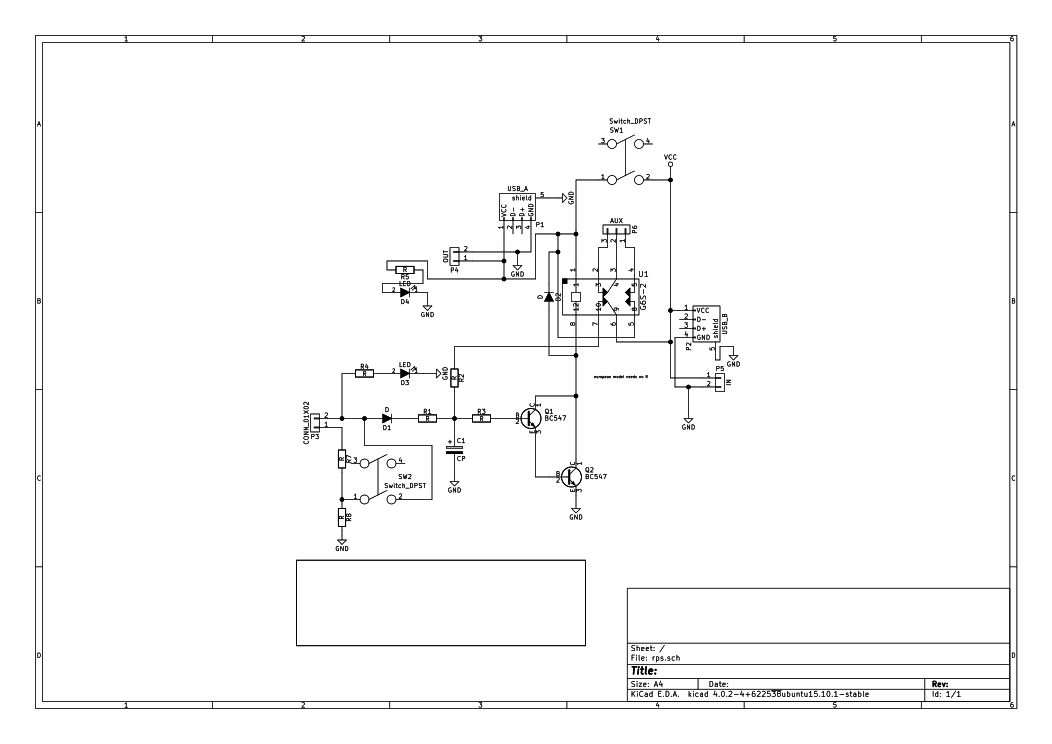 1 2 3 4 5 6
A A
B B
C C
D D
Switch_DPST
SW1
3 4
1 2
VCC
USB_A
shield 5 GND
VCC D- D+ GND
1 2 3 4 P1
AUX
P6
3 2 1
OUT
2
1
P4
GND
R
R5
LED
2 1
D4
GND
1 2 3 4
U1
G6S-2
1 3 4 5
12 10 9 8
8 7 6 5
D D2
1 VCC
2 D-
3 D+
4 GND
shield
USB_B
P2
5
GND
P5
1
2
IN
GND
european model needs no R
R4
R
LED
2 1
D3
GND
R
R2
CONN_01X02
2
1
P3
D
D1
R1
R
R3
R
B
2
C 1
E 3
Q1
BC547
C1
CP
GND
R R7
3 4
SW2
Switch_DPST
1 2
R R8
GND
B
2
C 1
E 3
Q2
BC547
GND
Sheet: /
File: rps.sch
Title:
Size: A4 Date: Rev:
KiCad E.D.A. kicad 4.0.2-4+6225~38~ubuntu15.10.1-stable Id: 1/1
1 2 3 4 5 6